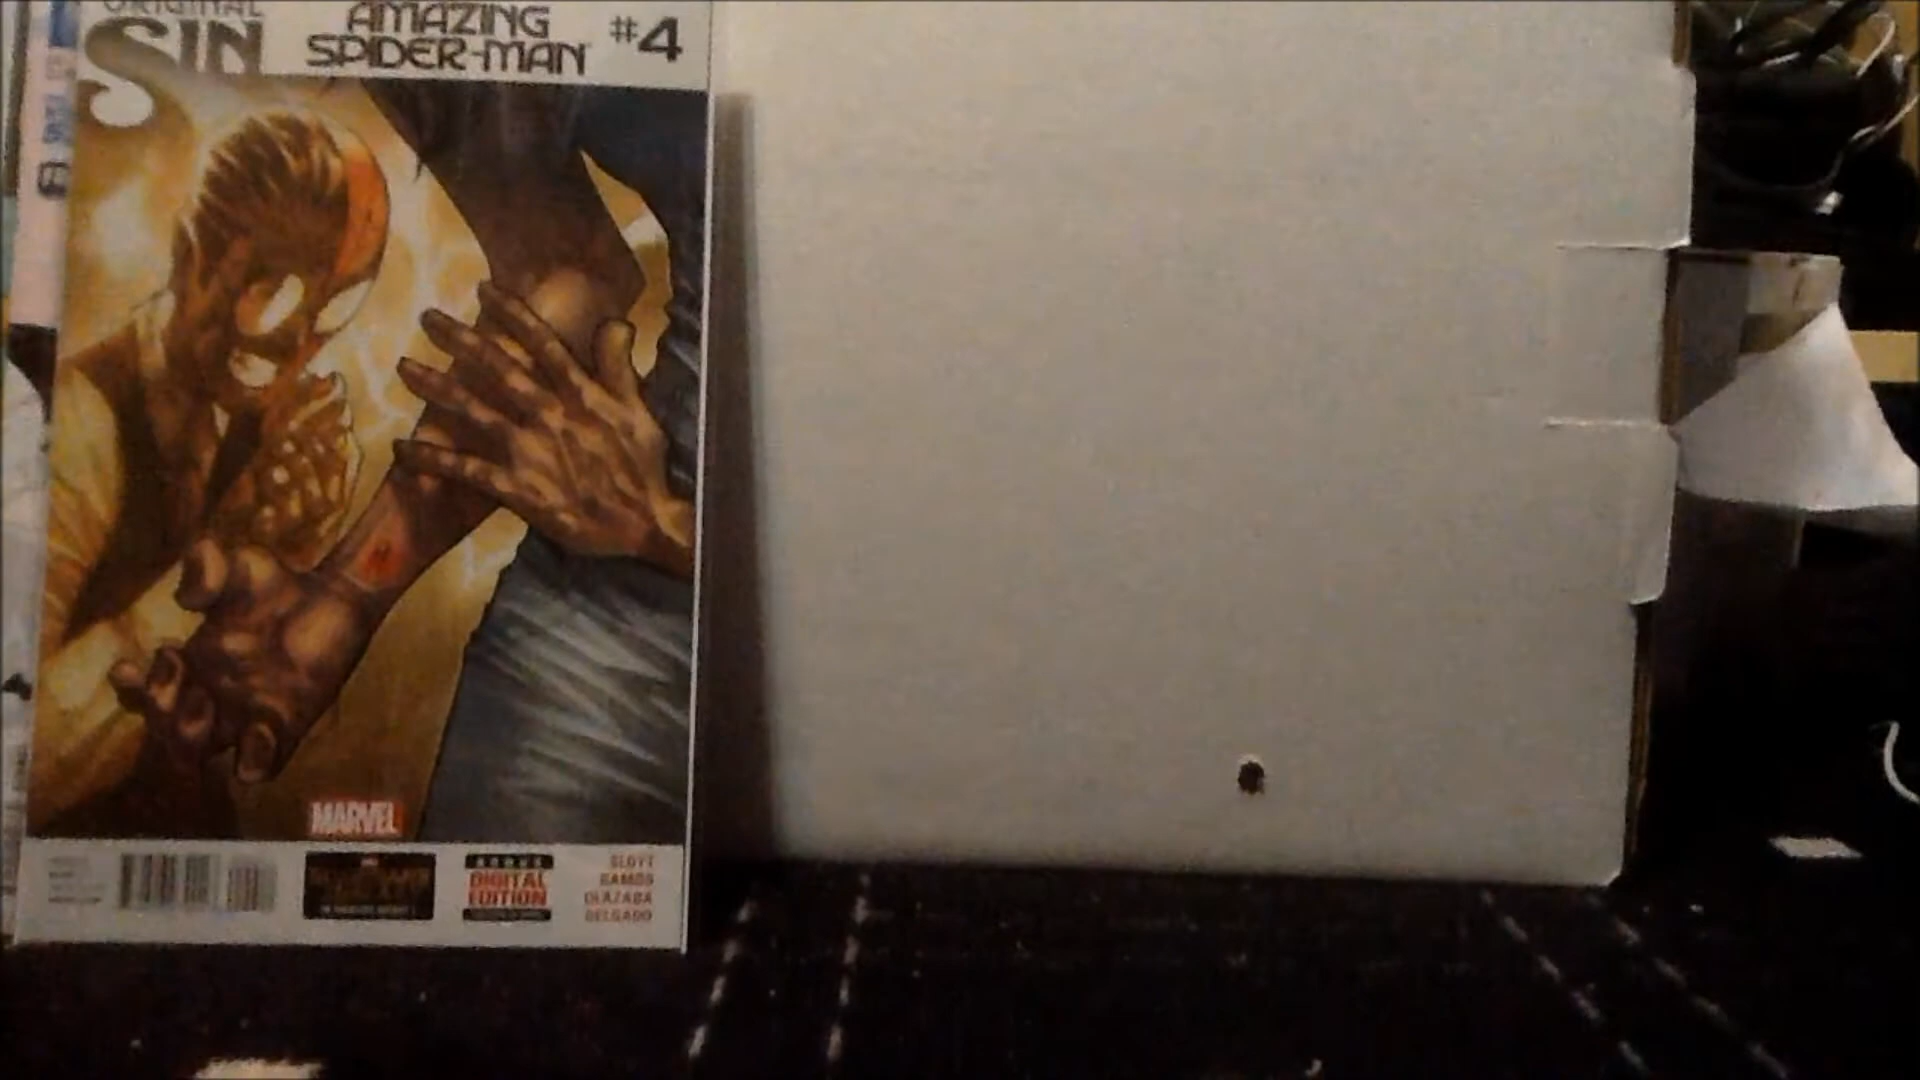 ORIGINAL
SIN
AMAZING
SPIDER-MAN
#4
MARVEL
DIGITAL
EDITION
SLOTT
RAMOS
OLAZABA
DELGADO